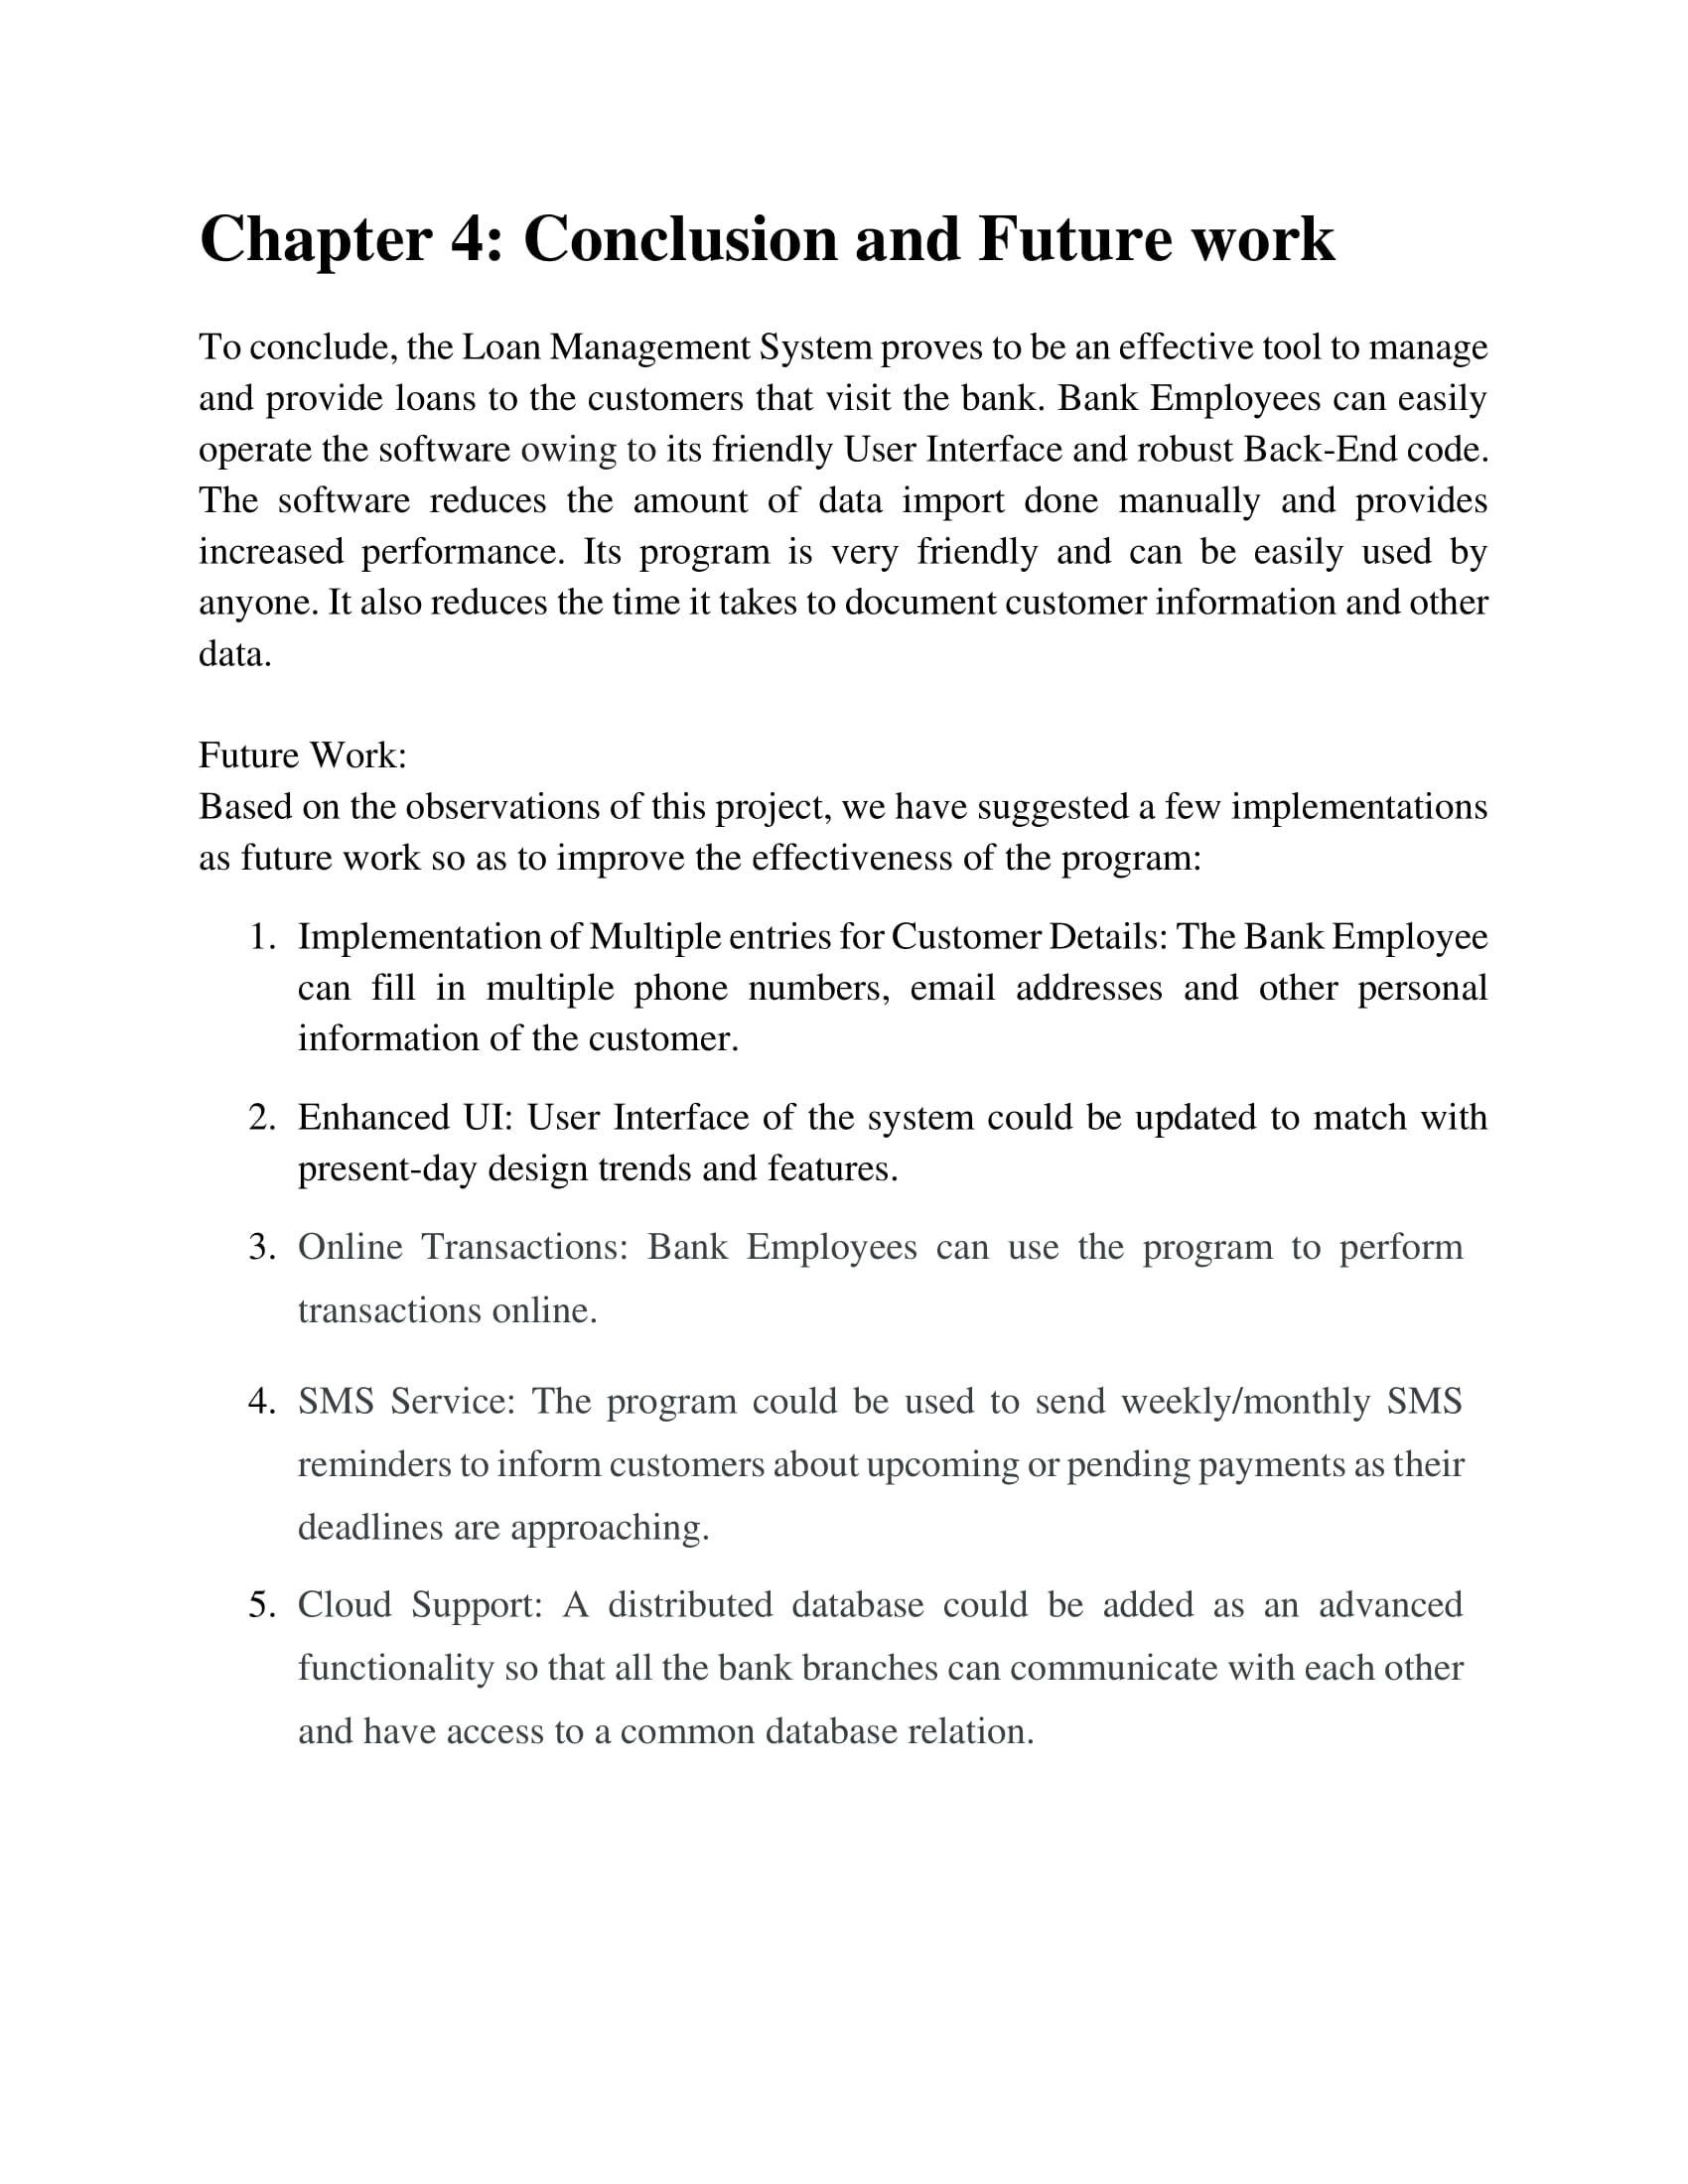 Chapter 4: Conclusion and Future work
To conclude, the Loan Management System proves to be an effective tool to manage
and provide loans to the customers that visit the bank. Bank Employees can easily
operate the software owing to its friendly User Interface and robust Back-End code.
The software reduces the amount of data import done manually and provides
increased performance. Its program is very friendly and can be easily used by
anyone. It also reduces the time it takes to document customer information and other
data.
Future Work:
Based on the observations of this project, we have suggested a few implementations
as future work so as to improve the effectiveness of the program:
1. Implementation of Multiple entries for Customer Details: The Bank Employee
can fill in multiple phone numbers, email addresses and other personal
information of the customer.
2. Enhanced UI: User Interface of the system could be updated to match with
present-day design trends and features.
3. Online Transactions: Bank Employees can use the program to perform
transactions online.
4. SMS Service: The program could be used to send weekly/monthly SMS
reminders to inform customers about upcoming or pending payments as their
deadlines are approaching.
5. Cloud Support: A distributed database could be added as an advanced
functionality so that all the bank branches can communicate with each other
and have access to a common database relation.